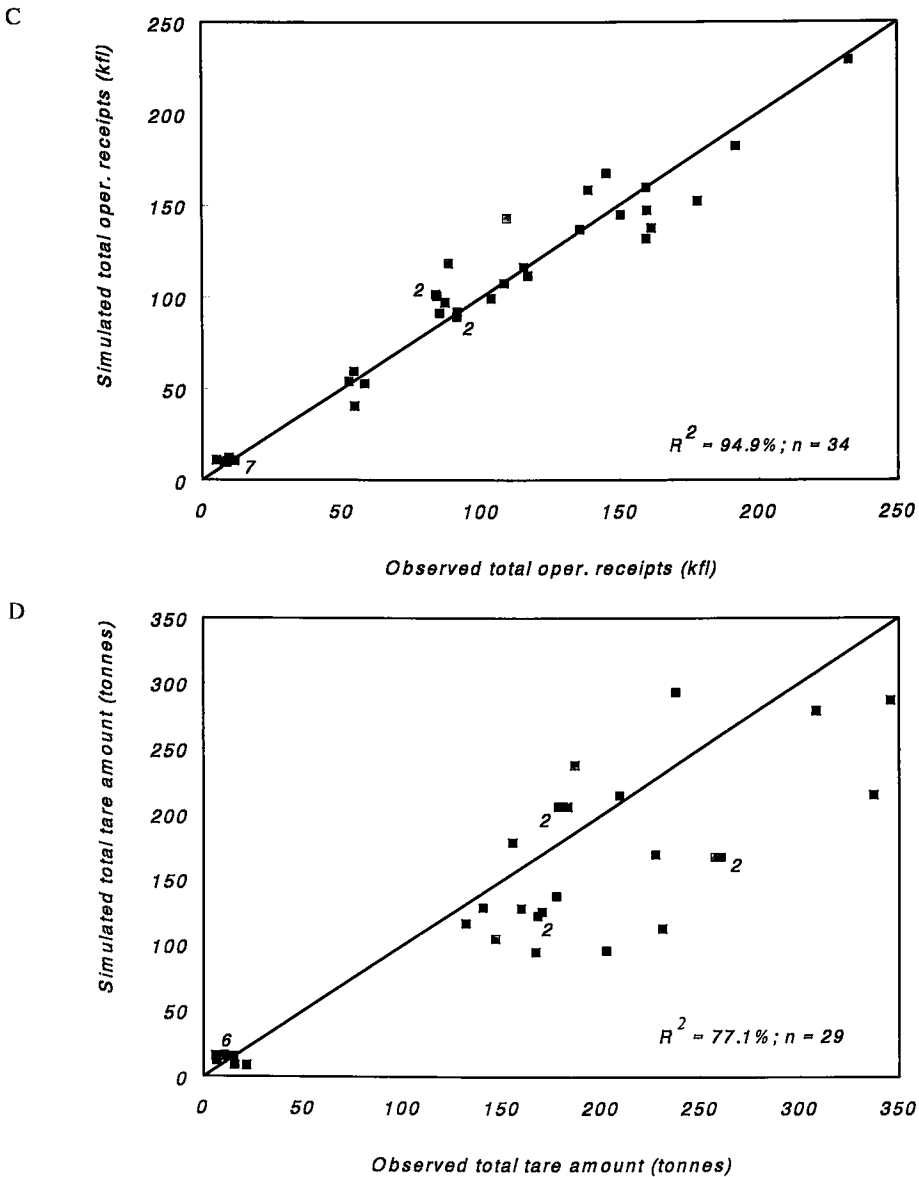 C
Simulated total oper. receipts (kfl)
250
200
150
100
50
0
2
2
7
R2 = 94.9%; n = 34
0 50 100 150 200 250
Observed total oper. receipts (kfl)
D
Simulated total tare amount (tonnes)
350
300
250
200
150
100
50
0
2
2
2
6
R2 = 77.1%; n = 29
0 50 100 150 200 250 300 350
Observed total tare amount (tonnes)